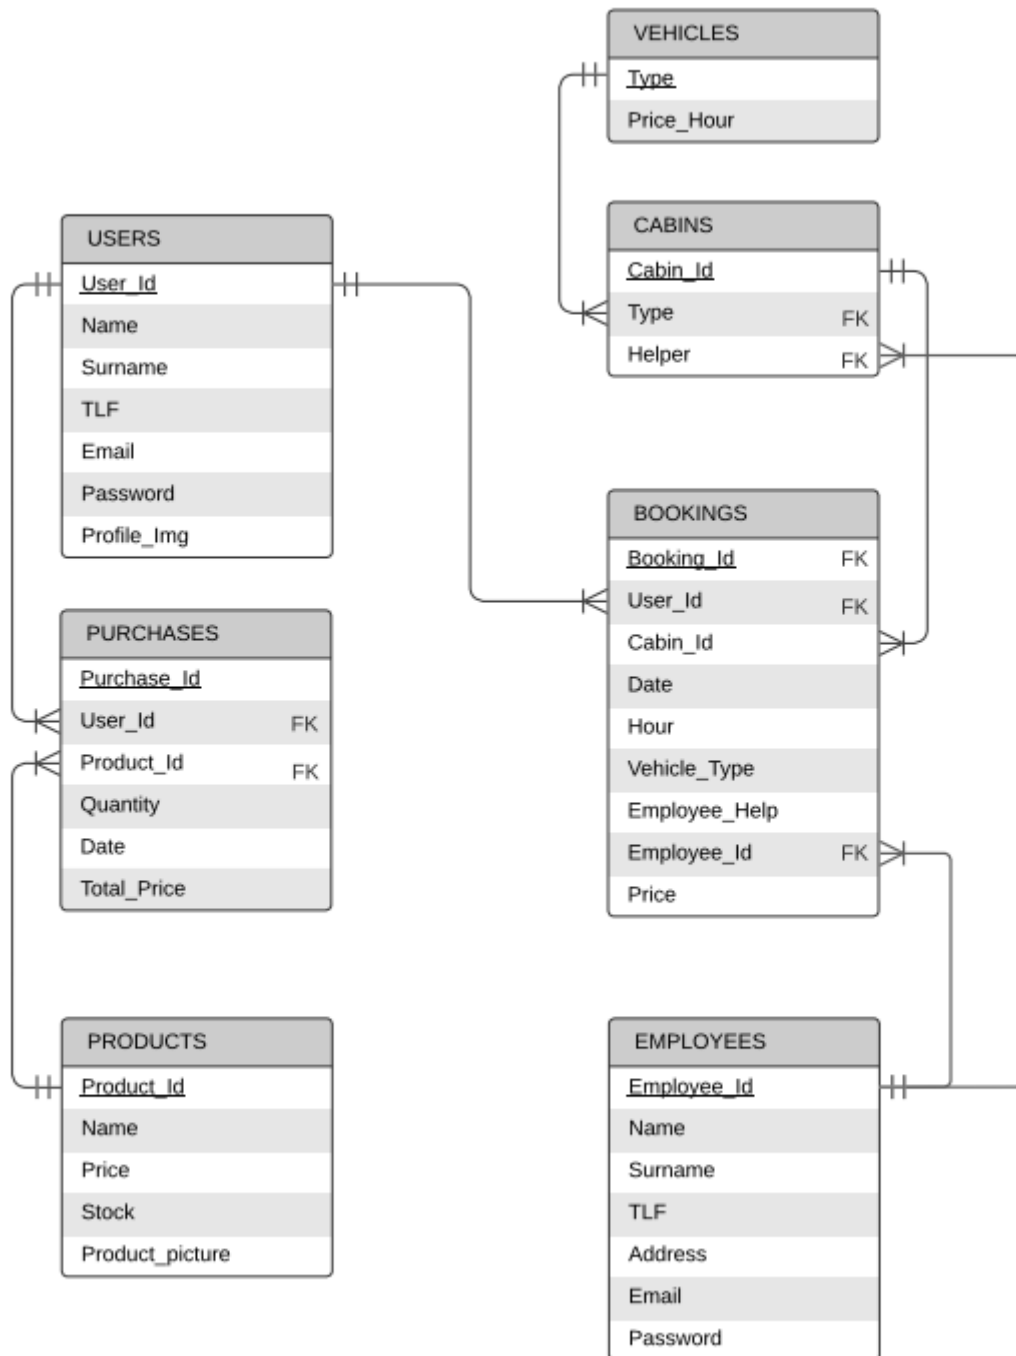 VEHICLES
Type
Price_Hour
CABINS
Cabin_Id
Type FK
Helper FK
USERS
User_Id
Name
Surname
TLF
Email
Password
Profile_Img
BOOKINGS
Booking_Id FK
User_Id FK
Cabin_Id
Date
Hour
Vehicle_Type
Employee_Help
Employee_Id FK
Price
PURCHASES
Purchase_Id
User_Id FK
Product_Id FK
Quantity
Date
Total_Price
PRODUCTS
Product_Id
Name
Price
Stock
Product_picture
EMPLOYEES
Employee_Id
Name
Surname
TLF
Address
Email
Password